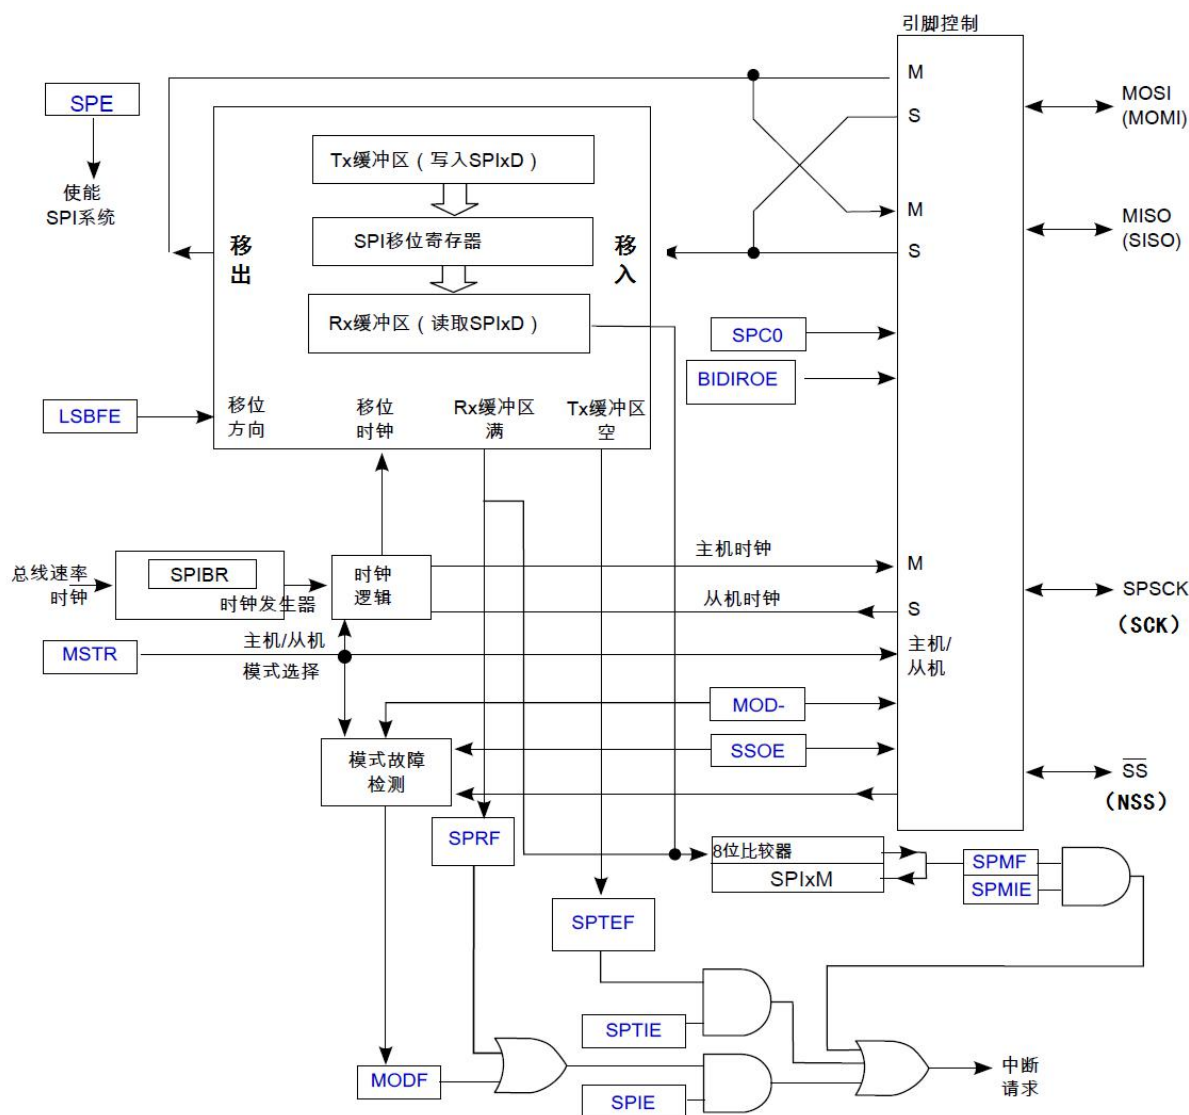 引脚控制
M
S
MOSI
(MOMI)
SPE
使能
SPI系统
Tx缓冲区（写入SPIxD）
SPI移位寄存器
Rx缓冲区（读取SPIxD）
移
出
移
入
M
S
MISO
(SISO)
SPC0
BIDIROE
LSBFE
移位
方向
移位
时钟
Rx缓冲区
满
Tx缓冲区
空
总线速率
时钟
SPIBR
时钟发生器
时钟
逻辑
主机时钟
从机时钟
M
S
SPSCK
（SCK）
MSTR
主机/从机
模式选择
主机/
从机
MOD-
SSOE
模式故障
检测
SS
（NSS）
SPRF
8位比较器
SPIxM
SPMF
SPMIE
SPTEF
SPTIE
MODF
SPIE
中断
请求